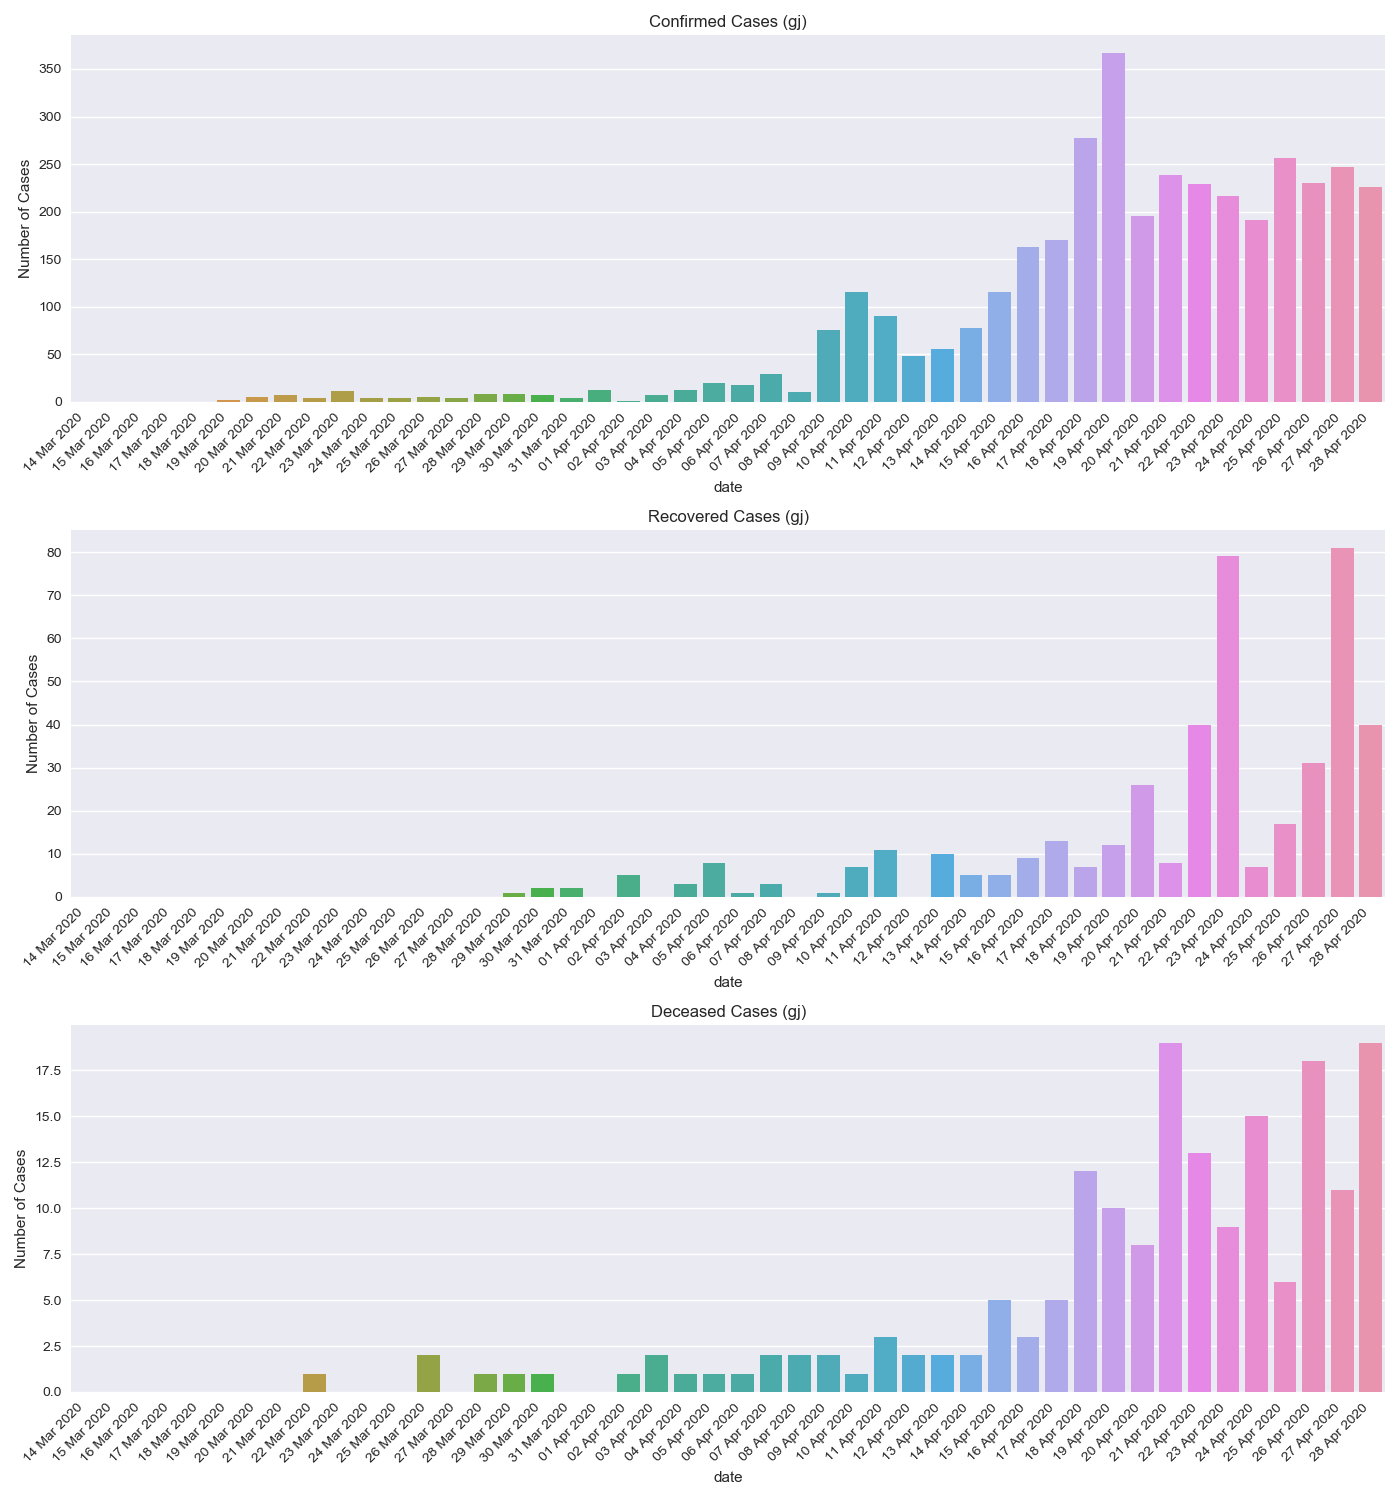 Confirmed Cases (gj)
350
300
250
200
150
100
50
0
Number of Cases
14 Mar 2020
15 Mar 2020
16 Mar 2020
17 Mar 2020
18 Mar 2020
19 Mar 2020
20 Mar 2020
21 Mar 2020
22 Mar 2020
23 Mar 2020
24 Mar 2020
25 Mar 2020
26 Mar 2020
27 Mar 2020
28 Mar 2020
29 Mar 2020
30 Mar 2020
31 Mar 2020
01 Apr 2020
02 Apr 2020
03 Apr 2020
04 Apr 2020
05 Apr 2020
06 Apr 2020
07 Apr 2020
08 Apr 2020
09 Apr 2020
10 Apr 2020
11 Apr 2020
12 Apr 2020
13 Apr 2020
14 Apr 2020
15 Apr 2020
16 Apr 2020
17 Apr 2020
18 Apr 2020
19 Apr 2020
20 Apr 2020
21 Apr 2020
22 Apr 2020
23 Apr 2020
24 Apr 2020
25 Apr 2020
26 Apr 2020
27 Apr 2020
28 Apr 2020
date
Recovered Cases (gj)
80
70
60
50
40
30
20
10
0
Number of Cases
14 Mar 2020
15 Mar 2020
16 Mar 2020
17 Mar 2020
18 Mar 2020
19 Mar 2020
20 Mar 2020
21 Mar 2020
22 Mar 2020
23 Mar 2020
24 Mar 2020
25 Mar 2020
26 Mar 2020
27 Mar 2020
28 Mar 2020
29 Mar 2020
30 Mar 2020
31 Mar 2020
01 Apr 2020
02 Apr 2020
03 Apr 2020
04 Apr 2020
05 Apr 2020
06 Apr 2020
07 Apr 2020
08 Apr 2020
09 Apr 2020
10 Apr 2020
11 Apr 2020
12 Apr 2020
13 Apr 2020
14 Apr 2020
15 Apr 2020
16 Apr 2020
17 Apr 2020
18 Apr 2020
19 Apr 2020
20 Apr 2020
21 Apr 2020
22 Apr 2020
23 Apr 2020
24 Apr 2020
25 Apr 2020
26 Apr 2020
27 Apr 2020
28 Apr 2020
date
Deceased Cases (gj)
17.5
15.0
12.5
10.0
7.5
5.0
2.5
0.0
Number of Cases
14 Mar 2020
15 Mar 2020
16 Mar 2020
17 Mar 2020
18 Mar 2020
19 Mar 2020
20 Mar 2020
21 Mar 2020
22 Mar 2020
23 Mar 2020
24 Mar 2020
25 Mar 2020
26 Mar 2020
27 Mar 2020
28 Mar 2020
29 Mar 2020
30 Mar 2020
31 Mar 2020
01 Apr 2020
02 Apr 2020
03 Apr 2020
04 Apr 2020
05 Apr 2020
06 Apr 2020
07 Apr 2020
08 Apr 2020
09 Apr 2020
10 Apr 2020
11 Apr 2020
12 Apr 2020
13 Apr 2020
14 Apr 2020
15 Apr 2020
16 Apr 2020
17 Apr 2020
18 Apr 2020
19 Apr 2020
20 Apr 2020
21 Apr 2020
22 Apr 2020
23 Apr 2020
24 Apr 2020
25 Apr 2020
26 Apr 2020
27 Apr 2020
28 Apr 2020
date